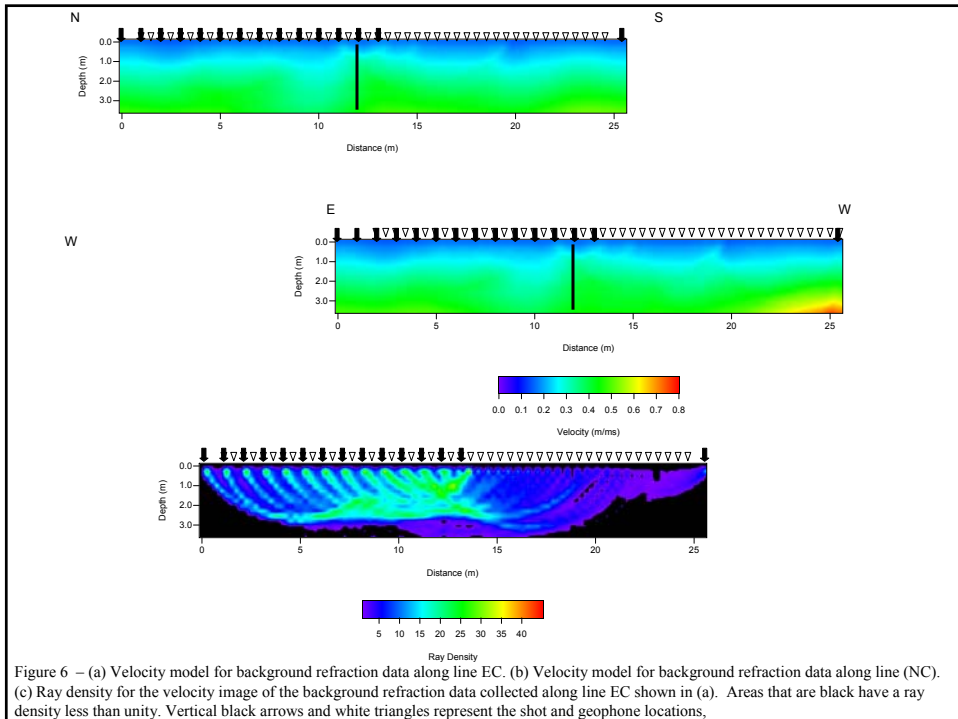 N S
0.0
1.0
2.0
3.0
Depth (m)
0 5 10 15 20 25
Distance (m)
E W
W
0.0
1.0
2.0
3.0
Depth (m)
0 5 10 15 20 25
Distance (m)
0.0 0.1 0.2 0.3 0.4 0.5 0.6 0.7 0.8
Velocity (m/ms)
0.0
1.0
2.0
3.0
Depth (m)
0 5 10 15 20 25
Distance (m)
5 10 15 20 25 30 35 40
Ray Density
Figure 6 – (a) Velocity model for background refraction data along line EC. (b) Velocity model for background refraction data along line (NC).
(c) Ray density for the velocity image of the background refraction data collected along line EC shown in (a). Areas that are black have a ray
density less than unity. Vertical black arrows and white triangles represent the shot and geophone locations,